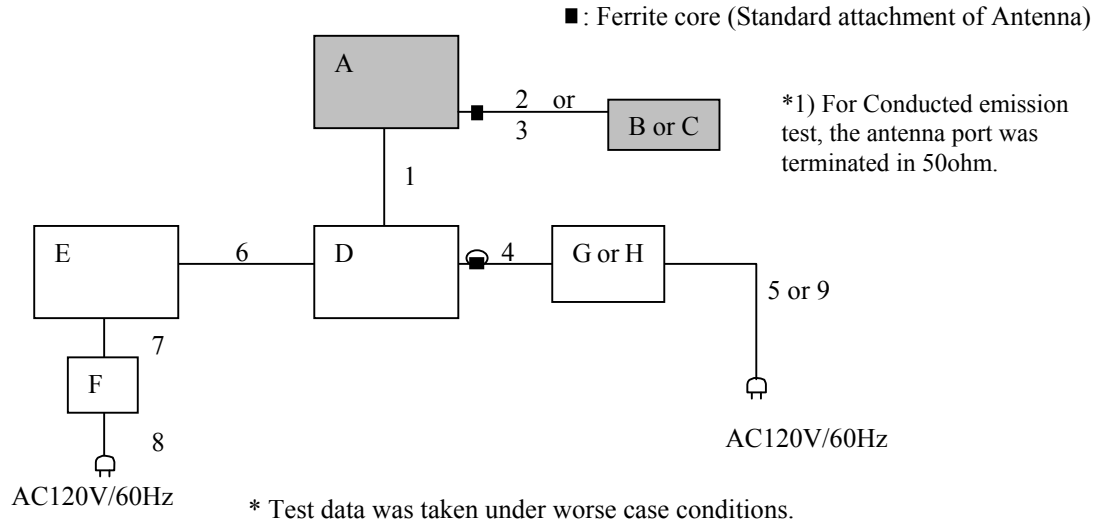 ■: Ferrite core (Standard attachment of Antenna)
A
2 or
3
B or C
*1) For Conducted emission
test, the antenna port was
terminated in 50ohm.
1
E
6
D
4
G or H
5 or 9
7
F
8
AC120V/60Hz
AC120V/60Hz
* Test data was taken under worse case conditions.